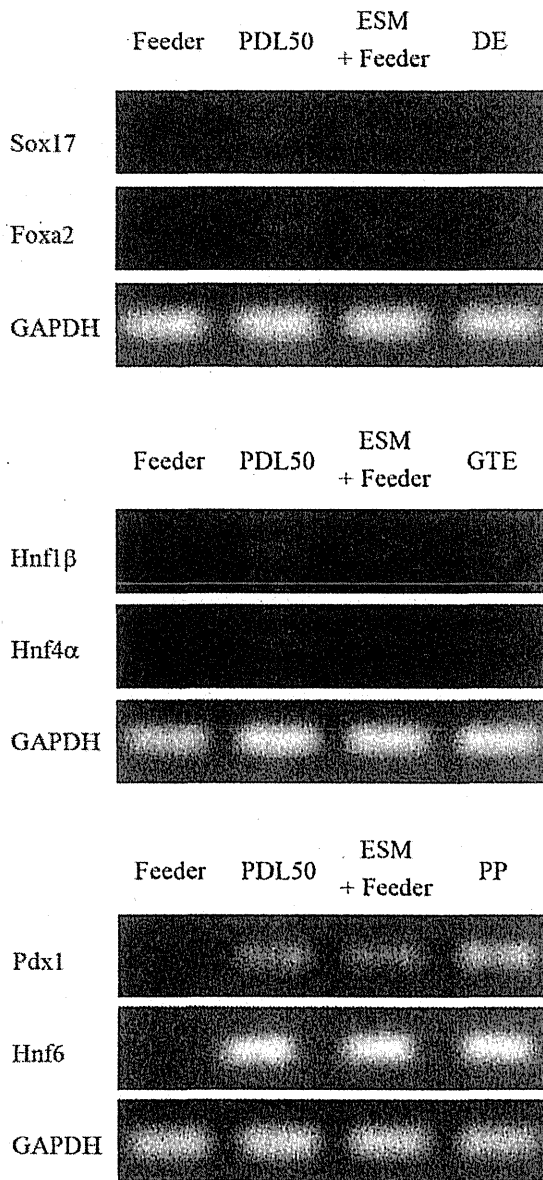 Feeder PDL50 ESM + Feeder DE
Sox17
Foxa2
GAPDH
Feeder PDL50 ESM + Feeder GTE
Hnf1β
Hnf4α
GAPDH
Feeder PDL50 ESM + Feeder PP
Pdx1
Hnf6
GAPDH